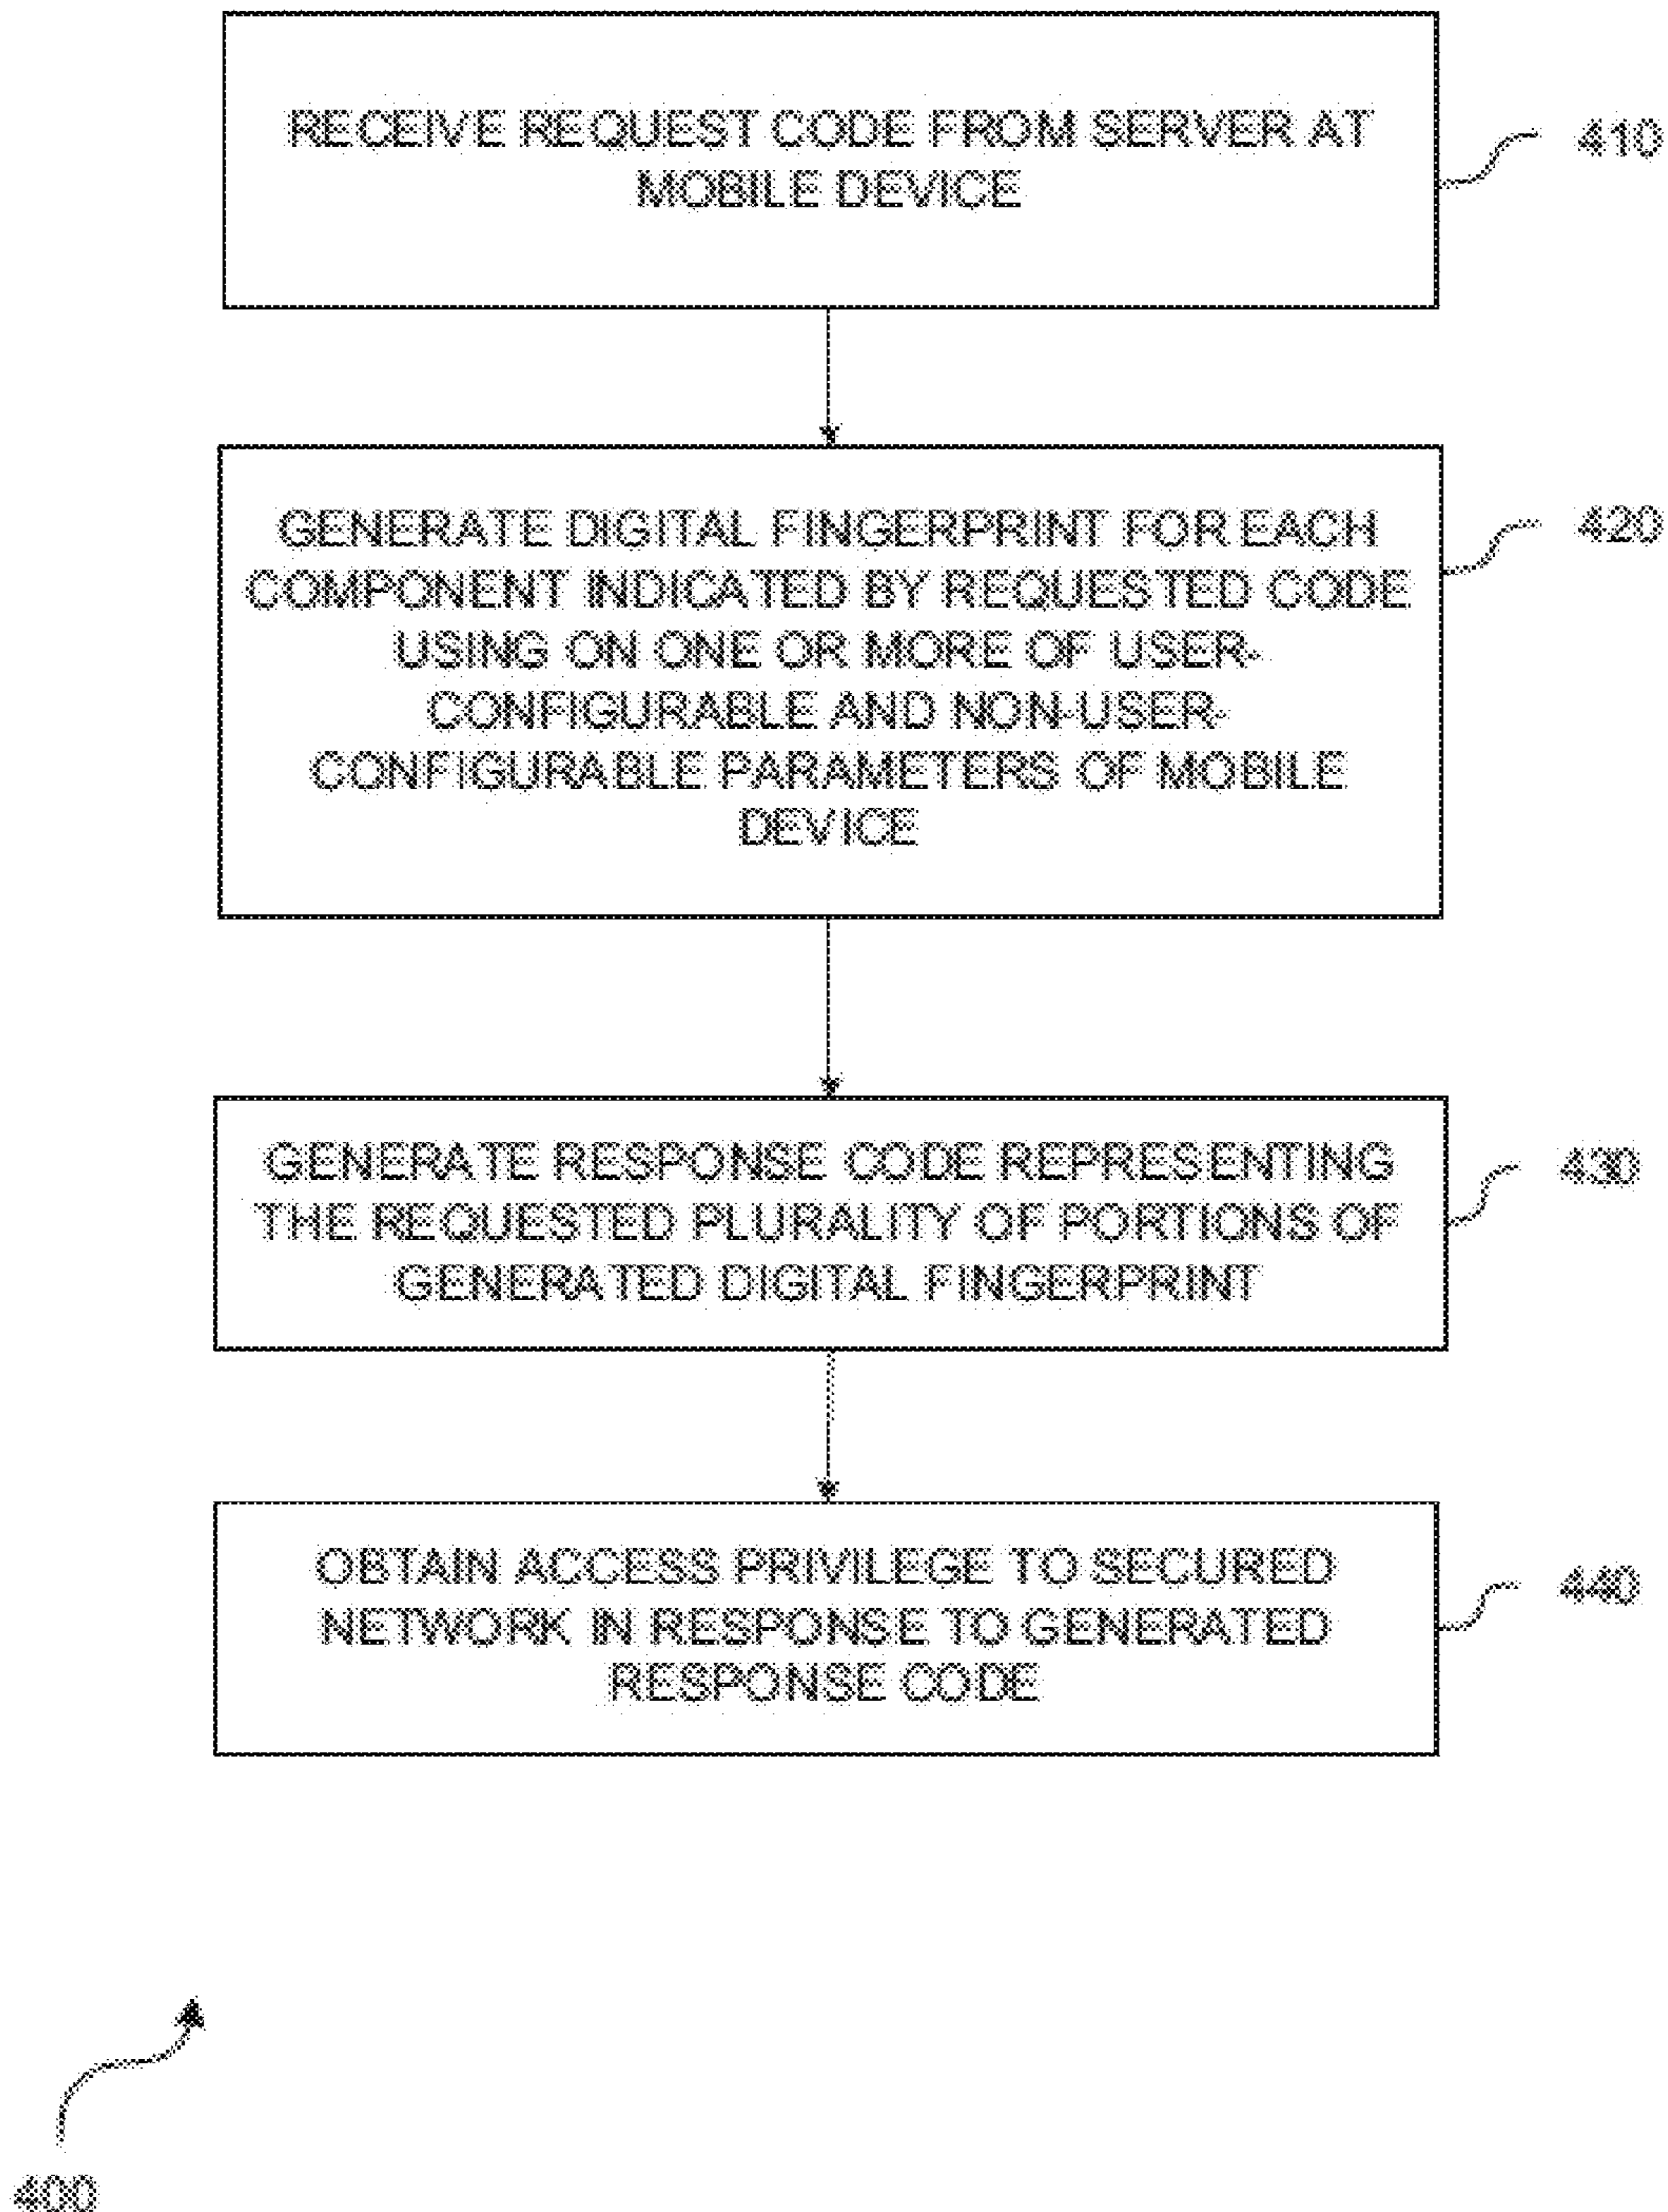 RECEIVE REQUEST CODE FROM SERVER AT
MOBILE DEVICE
410
GENERATE DIGITAL FINGERPRINT FOR EACH
COMPONENT INDICATED BY REQUESTED CODE
USING ON ONE OR MORE OF USER-
CONFIGURABLE AND NON-USER-
CONFIGURABLE PARAMETERS OF MOBILE
DEVICE
420
GENERATE RESPONSE CODE REPRESENTING
THE REQUESTED PLURALITY OF PORTIONS OF
GENERATED DIGITAL FINGERPRINT
430
OBTAIN ACCESS PRIVILEGE TO SECURED
NETWORK IN RESPONSE TO GENERATED
RESPONSE CODE
440
400